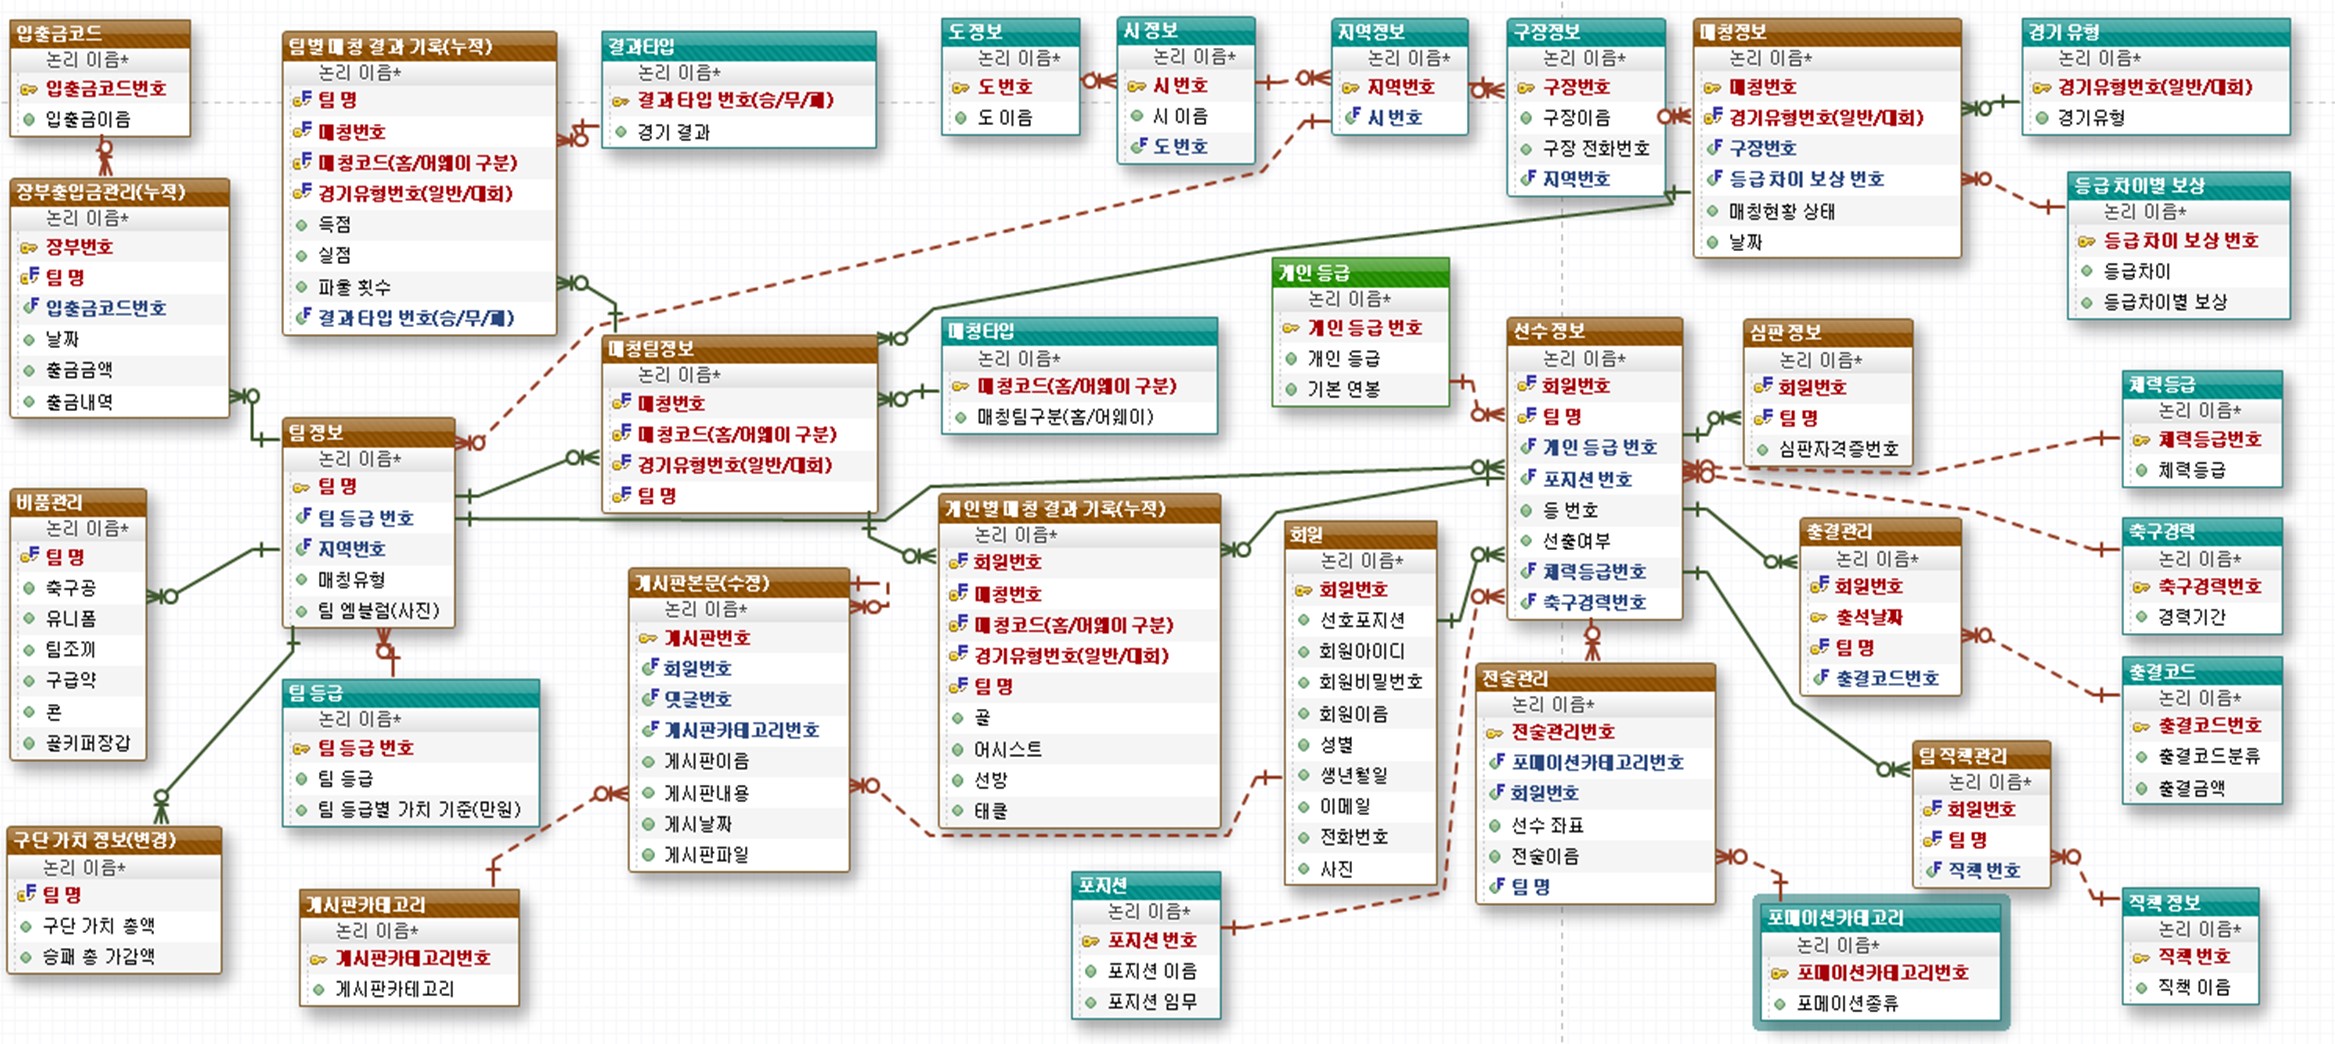 입출금코드
논리 이름*
입출금코드번호
입출금이름
팀별 매칭 결과 기록(누적)
논리 이름*
팀 명
매칭번호
매칭코드(홈/어웨이 구분)
경기유형번호(일반/대회)
득점
실점
파울 횟수
결과타입 번호(승/무/패)
결과타입
논리 이름*
결과타입 번호(승/무/패)
경기 결과
도 정보
논리 이름*
도 번호
도 이름
시 정보
논리 이름*
시 번호
시 이름
도 번호
지역정보
논리 이름*
지역번호
시 번호
구장정보
논리 이름*
구장번호
구장이름
구장 전화번호
지역번호
매칭정보
논리 이름*
매칭번호
경기유형번호(일반/대회)
구장번호
등급 차이 보상 번호
매칭현황 상태
날짜
경기 유형
논리 이름*
경기유형번호(일반/대회)
경기유형
등급 차이별 보상
논리 이름*
등급 차이 보상 번호
등급차이
등급차이별 보상
장부출입금관리(누적)
논리 이름*
장부번호
팀 명
입출금코드번호
날짜
출금금액
출금내역
팀 정보
논리 이름*
팀 명
팀 등급 번호
지역번호
매칭유형
팀 엠블럼(사진)
매칭팀정보
논리 이름*
매칭번호
매칭코드(홈/어웨이 구분)
경기유형번호(일반/대회)
팀 명
매칭타입
논리 이름*
매칭코드(홈/어웨이 구분)
매칭팀구분(홈/어웨이)
개인 등급
논리 이름*
개인 등급 번호
개인 등급
기본 연봉
선수 정보
논리 이름*
회원번호
팀 명
개인 등급 번호
포지션 번호
등 번호
선출여부
체력등급번호
축구경력번호
심판 정보
논리 이름*
회원번호
팀 명
심판자격증번호
체력등급
논리 이름*
체력등급번호
체력등급
비품관리
논리 이름*
팀 명
축구공
유니폼
팀조끼
구급약
콘
골키퍼장갑
팀 등급
논리 이름*
팀 등급 번호
팀 등급
팀 등급별 가치 기준(만원)
게시판본문(수정)
논리 이름*
게시판번호
회원번호
댓글번호
게시판카테고리번호
게시판이름
게시판내용
게시날짜
게시판파일
개인별 매칭 결과 기록(누적)
논리 이름*
회원번호
매칭번호
매칭코드(홈/어웨이 구분)
경기유형번호(일반/대회)
팀 명
골
어시스트
선방
태클
회원
논리 이름*
회원번호
선호포지션
회원아이디
회원비밀번호
회원이름
성별
생년월일
이메일
전화번호
사진
출결관리
논리 이름*
회원번호
출석날짜
팀 명
출결코드번호
축구경력
논리 이름*
축구경력번호
경력기간
전술관리
논리 이름*
전술관리번호
포메이션카테고리번호
회원번호
선수 좌표
전술이름
팀 명
출결코드
논리 이름*
출결코드번호
출결코드분류
출결금액
팀 직책관리
논리 이름*
회원번호
팀 명
직책 번호
구단 가치 정보(변경)
논리 이름*
팀 명
구단 가치 총액
승패 총 가감액
게시판카테고리
논리 이름*
게시판카테고리번호
게시판카테고리
포지션
논리 이름*
포지션 번호
포지션 이름
포지션 임무
포메이션카테고리
논리 이름*
포메이션카테고리번호
포메이션종류
직책 정보
논리 이름*
직책 번호
직책 이름